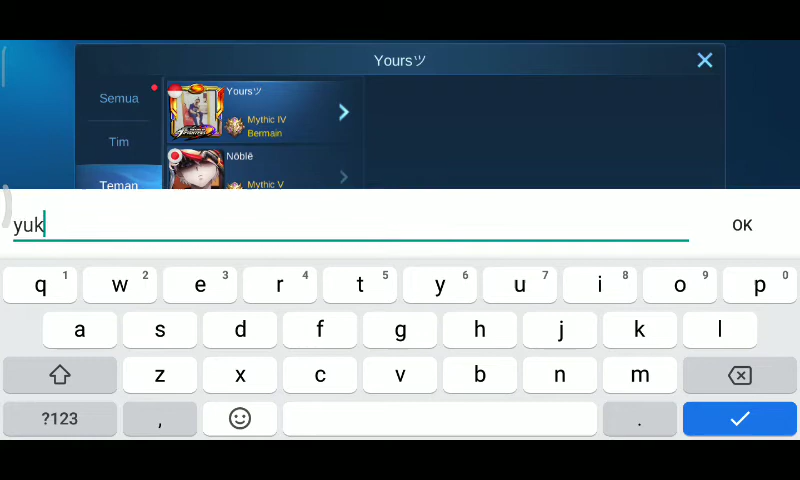 Yoursツ
Semua
Tim
Teman
Yoursツ
Mythic IV
Bermain
Nōblē
Mythic V
yuk
OK
q 1 w 2 e 3 r 4 t 5 y 6 u 7 i 8 o 9 p 0
a s d f g h j k l
z x c v b n m
?123 , .